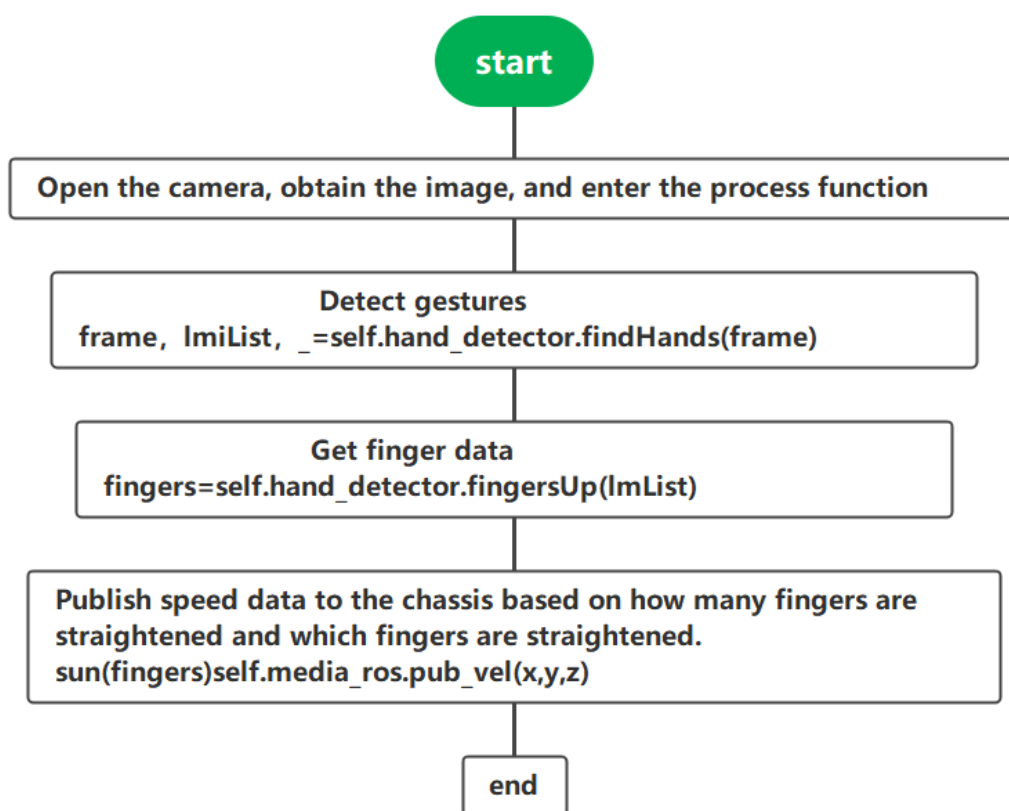 start
Open the camera, obtain the image, and enter the process function
Detect gestures
frame，lmiList，_=self.hand_detector.findHands(frame)
Get finger data
fingers=self.hand_detector.fingersUp(lmList)
Publish speed data to the chassis based on how many fingers are
straightened and which fingers are straightened.
sun(fingers)self.media_ros.pub_vel(x,y,z)
end